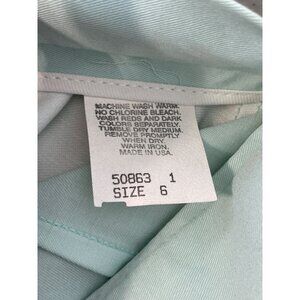 MACHINE WASH WARM.
NO CHLORINE BLEACH.
WASH REDS AND DARK
COLORS SEPARATELY.
TUMBLE DRY MEDIUM.
REMOVE PROMPTLY
WHEN DRY.
WARM IRON.
MADE IN USA.
50863 1
SIZE 6